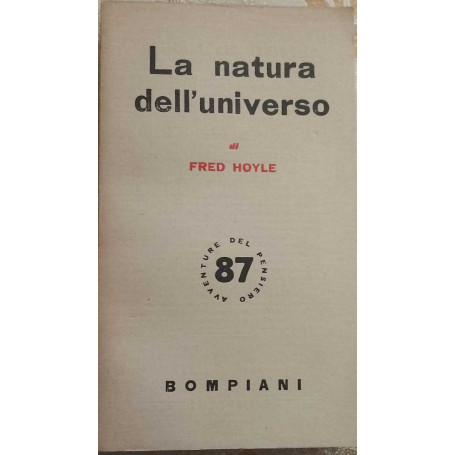 La natura
dell'universo
di
FRED HOYLE
AVVENTURE DEL PENSIERO
87
BOMPIANI